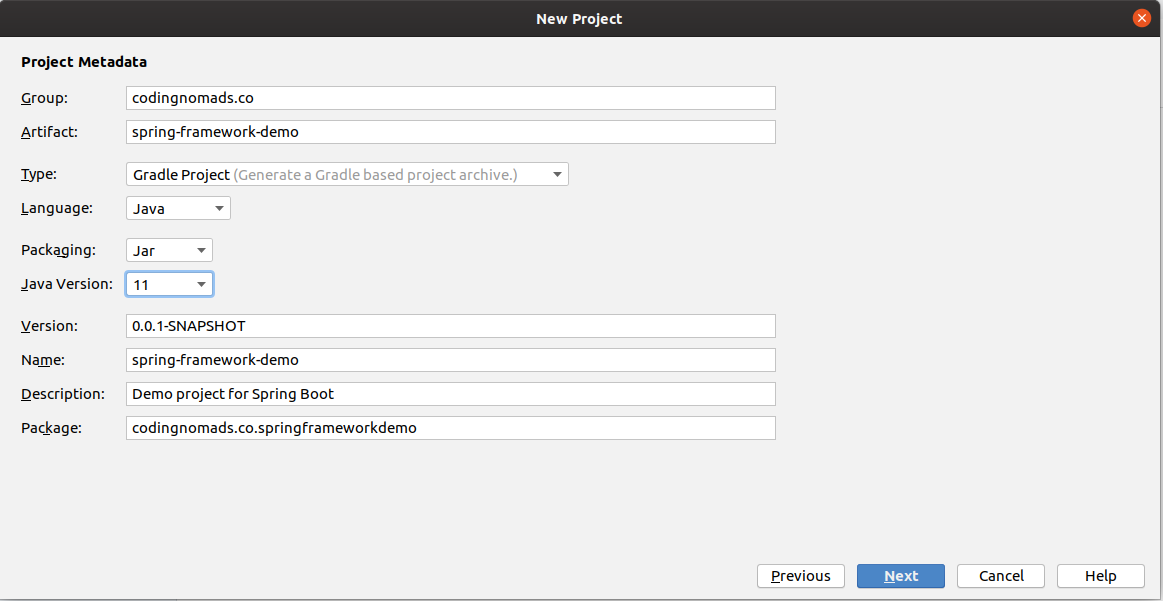 New Project
Project Metadata
Group: codingnomads.co
Artifact: spring-framework-demo
Type: Gradle Project (Generate a Gradle based project archive.)
Language: Java
Packaging: Jar
Java Version: 11
Version: 0.0.1-SNAPSHOT
Name: spring-framework-demo
Description: Demo project for Spring Boot
Package: codingnomads.co.springframeworkdemo
Previous Next Cancel Help